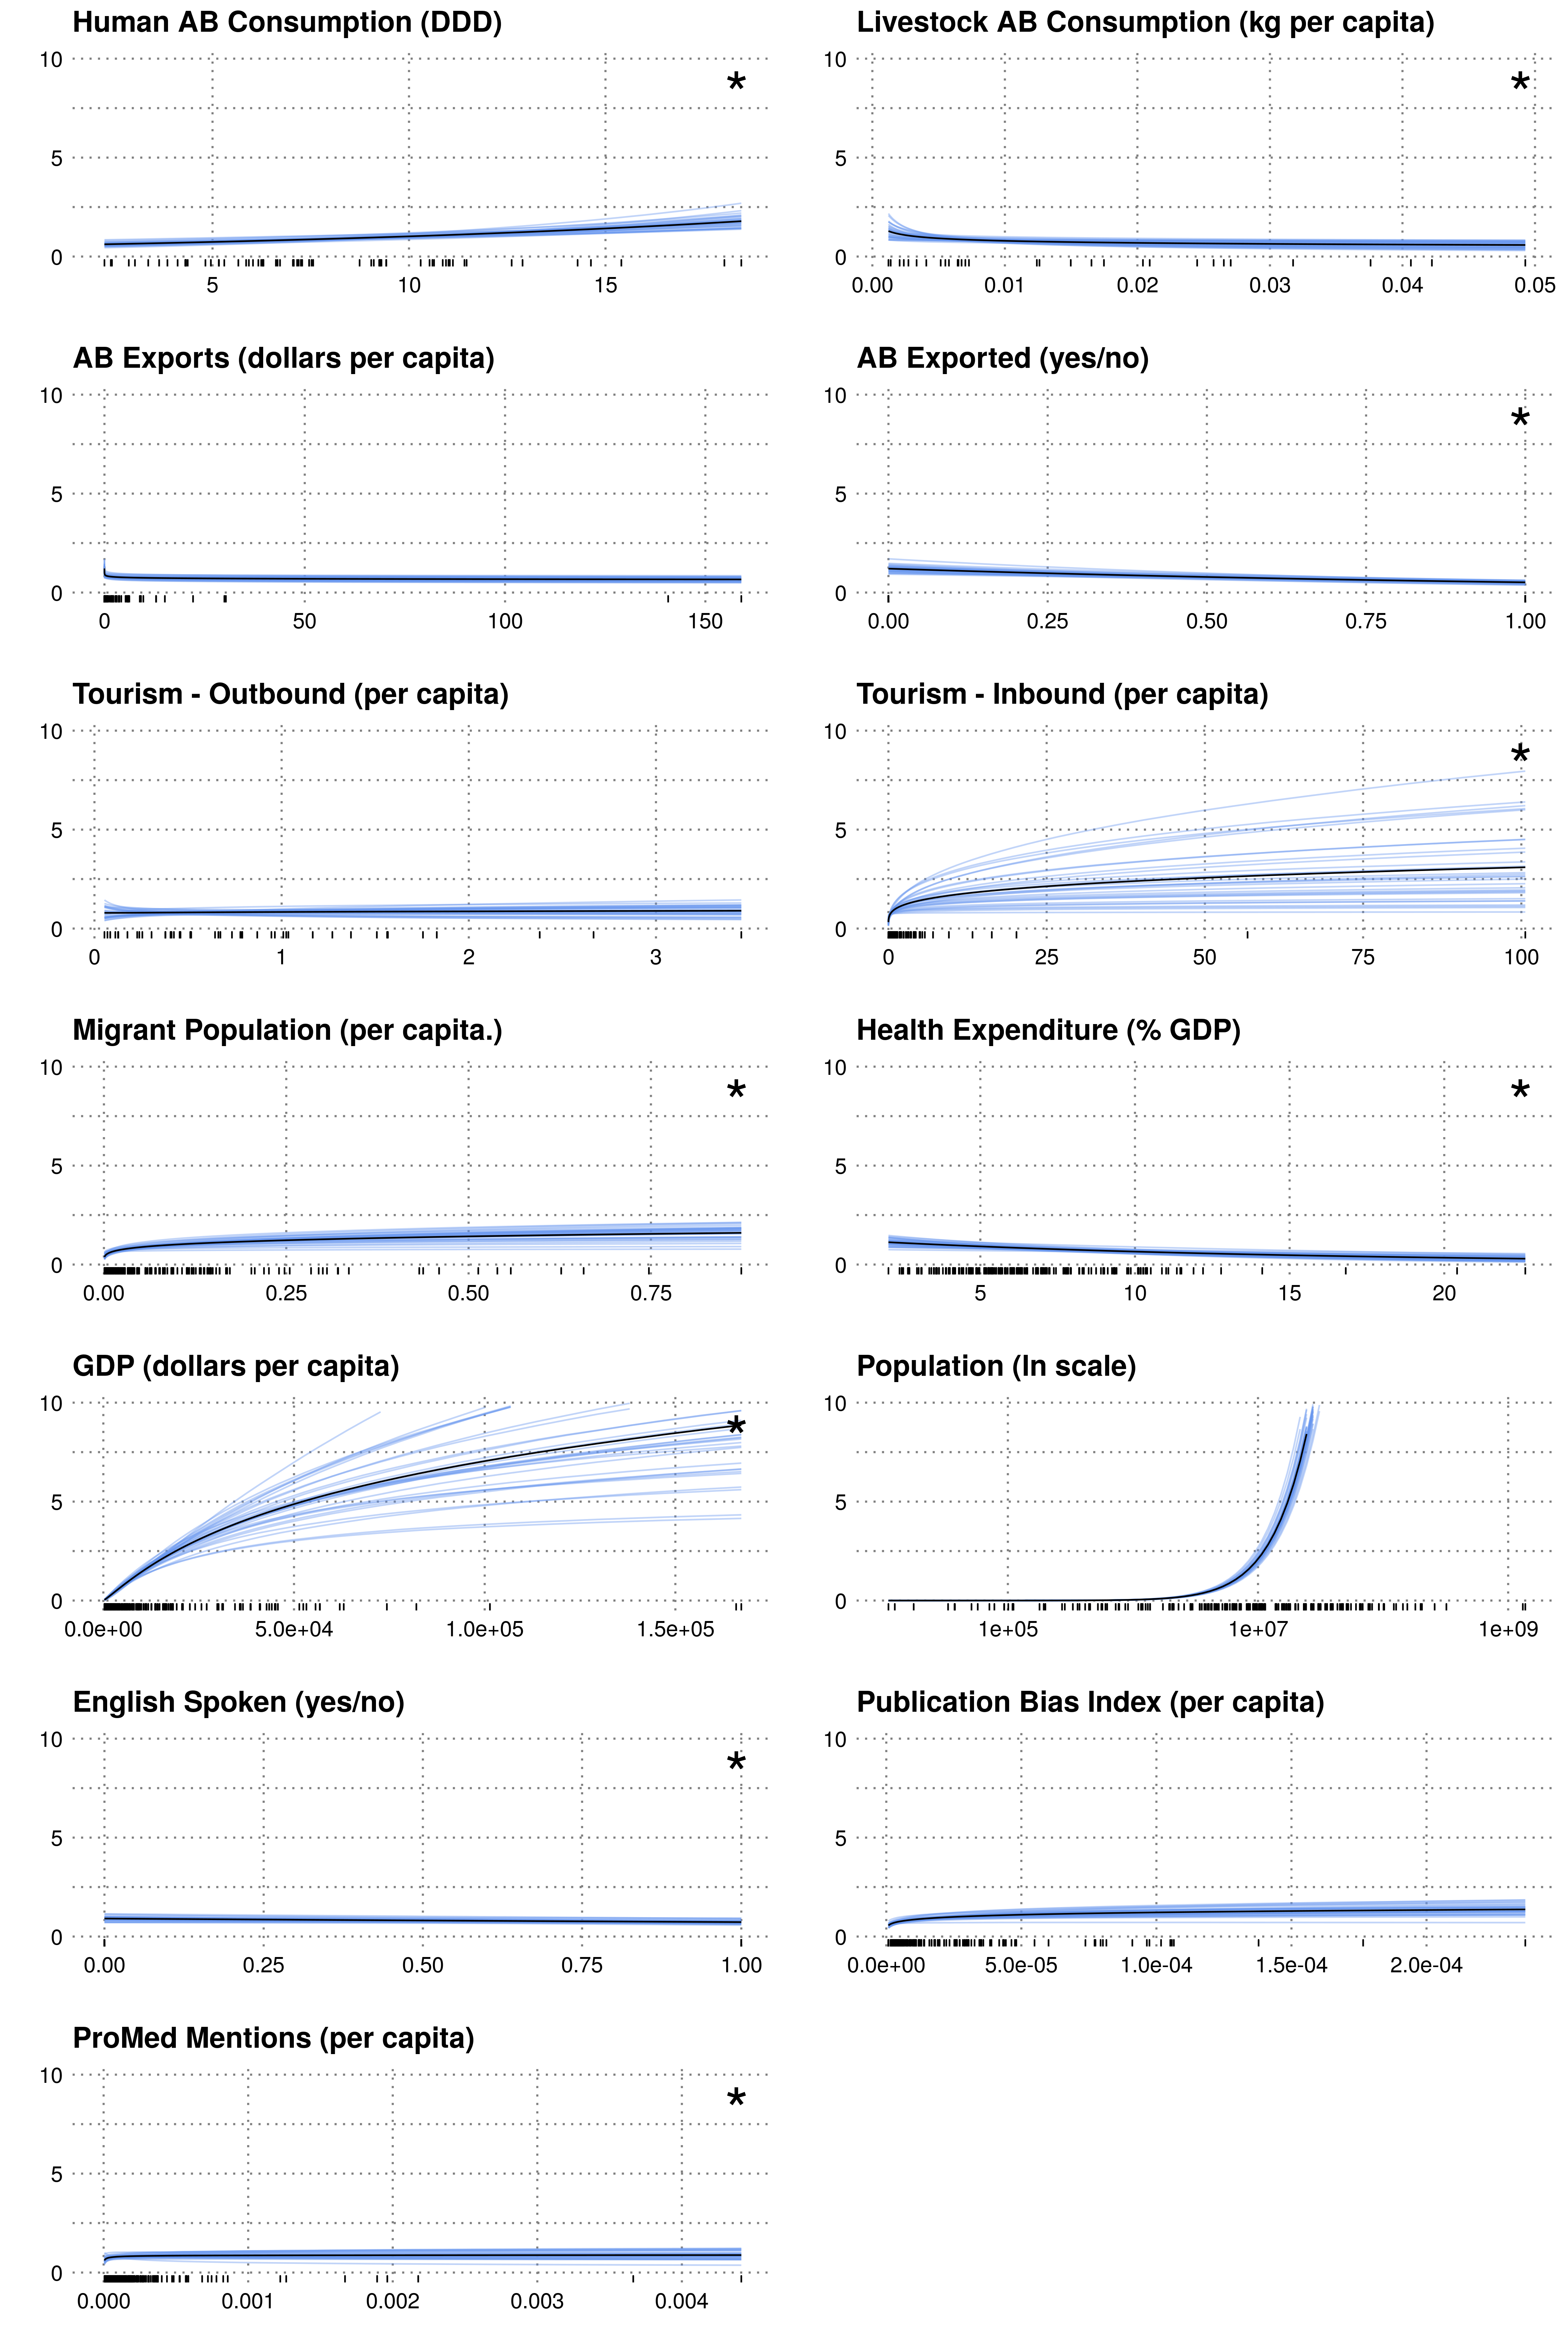 Human AB Consumption (DDD)
10
*
5
0
5 10 15
Livestock AB Consumption (kg per capita)
10
*
5
0
0.00 0.01 0.02 0.03 0.04 0.05
AB Exports (dollars per capita)
10
5
0
0 50 100 150
AB Exported (yes/no)
10
*
5
0
0.00 0.25 0.50 0.75 1.00
Tourism - Outbound (per capita)
10
5
0
0 1 2 3
Tourism - Inbound (per capita)
10
*
5
0
0 25 50 75 100
Migrant Population (per capita.)
10
*
5
0
0.00 0.25 0.50 0.75
Health Expenditure (% GDP)
10
*
5
0
5 10 15 20
GDP (dollars per capita)
10
*
5
0
0.0e+00 5.0e+04 1.0e+05 1.5e+05
Population (ln scale)
10
5
0
1e+05 1e+07 1e+09
English Spoken (yes/no)
10
*
5
0
0.00 0.25 0.50 0.75 1.00
Publication Bias Index (per capita)
10
5
0
0.0e+00 5.0e-05 1.0e-04 1.5e-04 2.0e-04
ProMed Mentions (per capita)
10
*
5
0
0.000 0.001 0.002 0.003 0.004